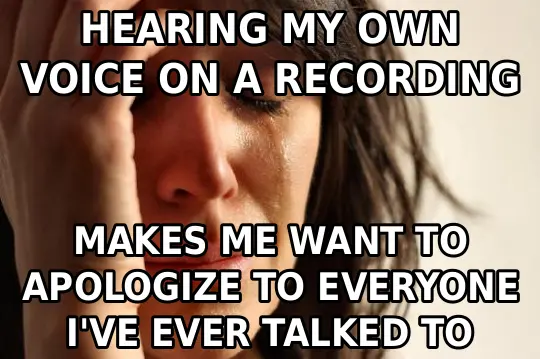 HEARING MY OWN
VOICE ON A RECORDING
MAKES ME WANT TO
APOLOGIZE TO EVERYONE
I'VE EVER TALKED TO